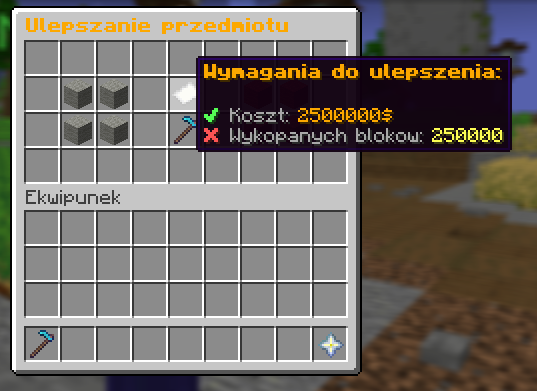 Ulepszanie przedmiotu
Wymagania do ulepszenia:
✔ Koszt: 2500000$
✖ Wykopanych blokow: 250000
Ekwipunek